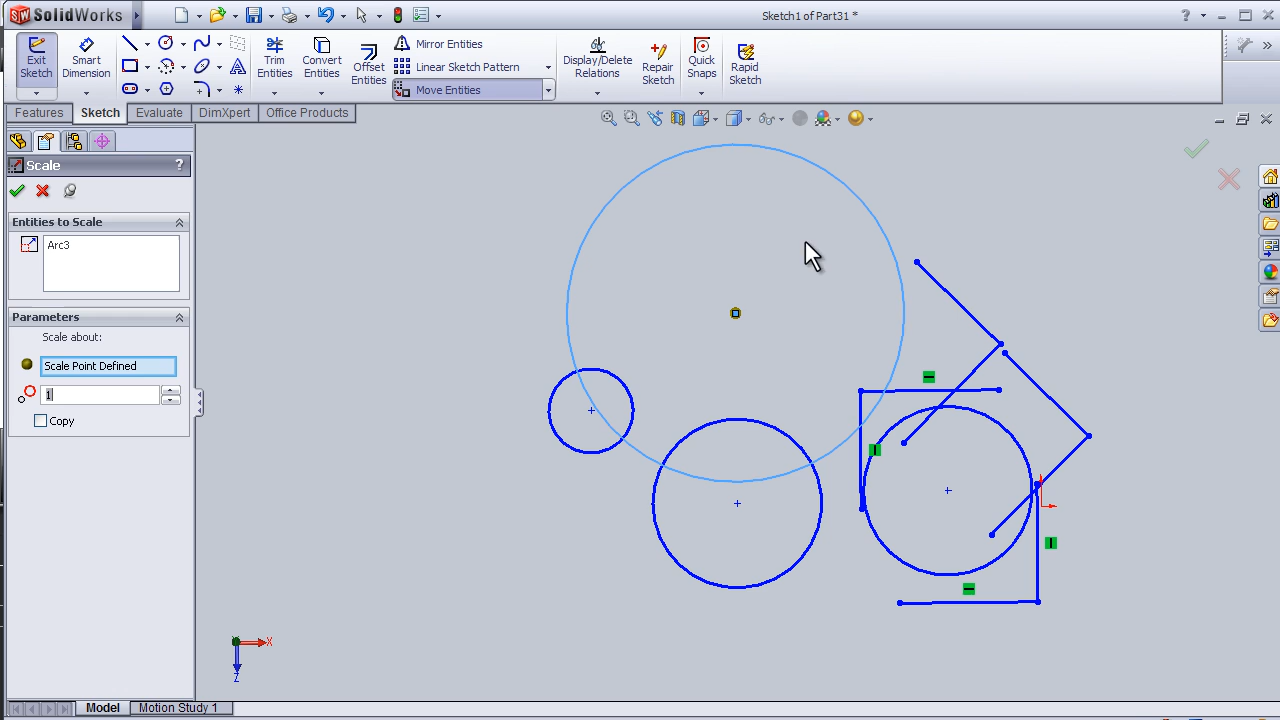 SW SolidWorks
Sketch1 of Part31 *
?
Exit Sketch
Smart Dimension
Trim Entities
Convert Entities
Offset Entities
Mirror Entities
Linear Sketch Pattern
Move Entities
Display/Delete Relations
Repair Sketch
Quick Snaps
Rapid Sketch
Features
Sketch
Evaluate
DimXpert
Office Products
Scale
?
Entities to Scale
Arc3
Parameters
Scale about:
Scale Point Defined
1
Copy
X
Z
Model
Motion Study 1